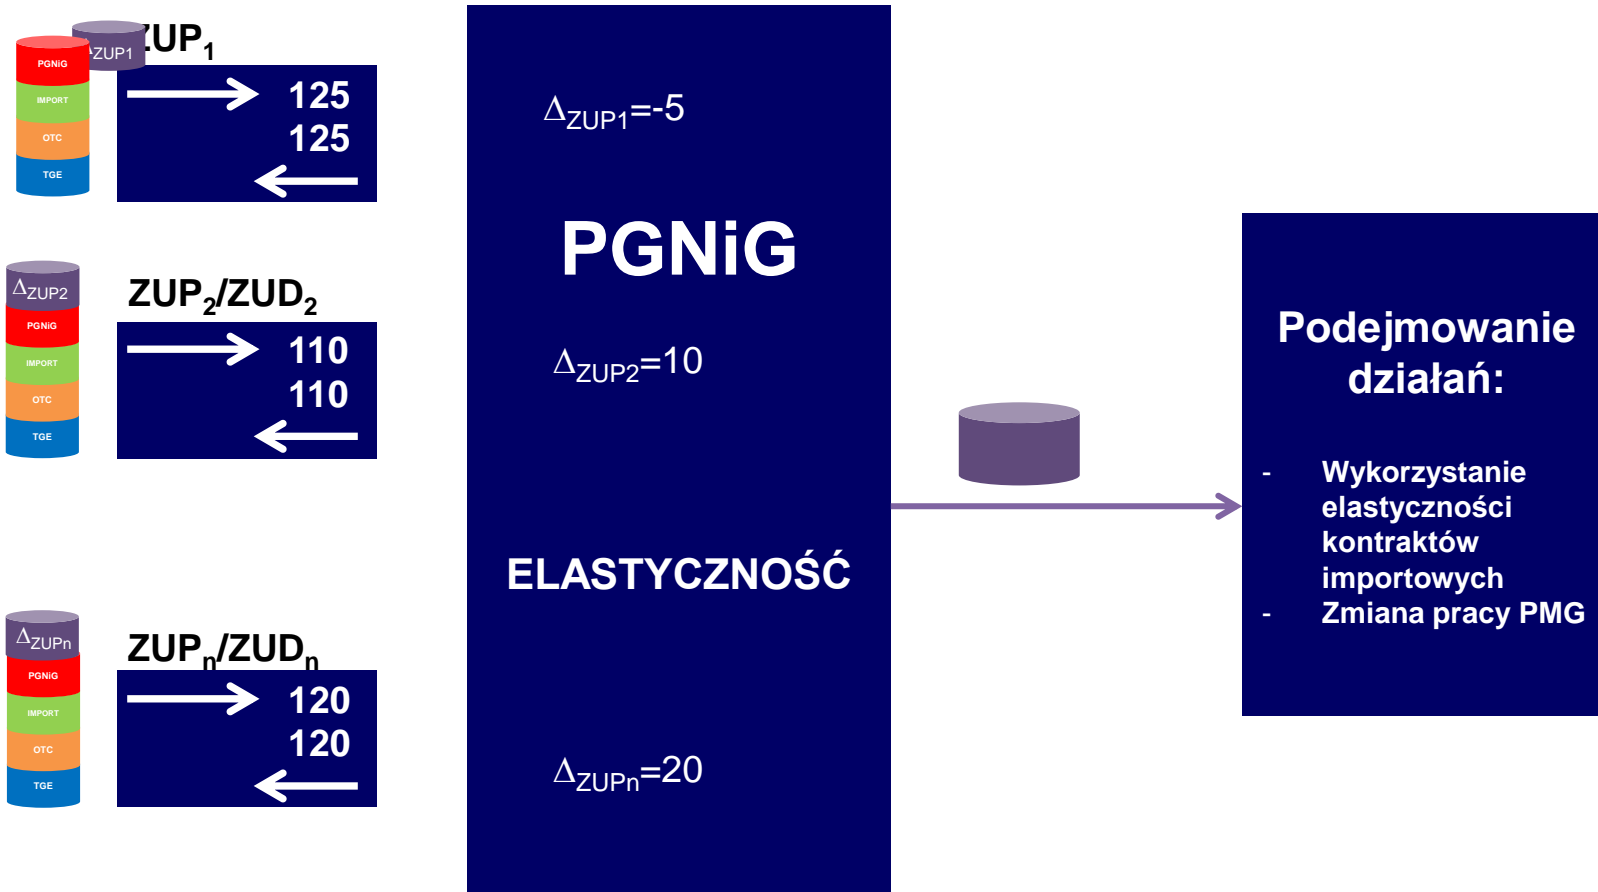 ZUP1
ΔZUP1
PGNiG
IMPORT
OTC
TGE
125
125
ΔZUP2
PGNiG
IMPORT
OTC
TGE
ZUP2/ZUD2
110
110
ΔZUPn
PGNiG
IMPORT
OTC
TGE
ZUPn/ZUDn
120
120
ΔZUP1=-5
PGNiG
ΔZUP2=10
ELASTYCZNOŚĆ
ΔZUPn=20
Podejmowanie
działań:
- Wykorzystanie
elastyczności
kontraktów
importowych
- Zmiana pracy PMG